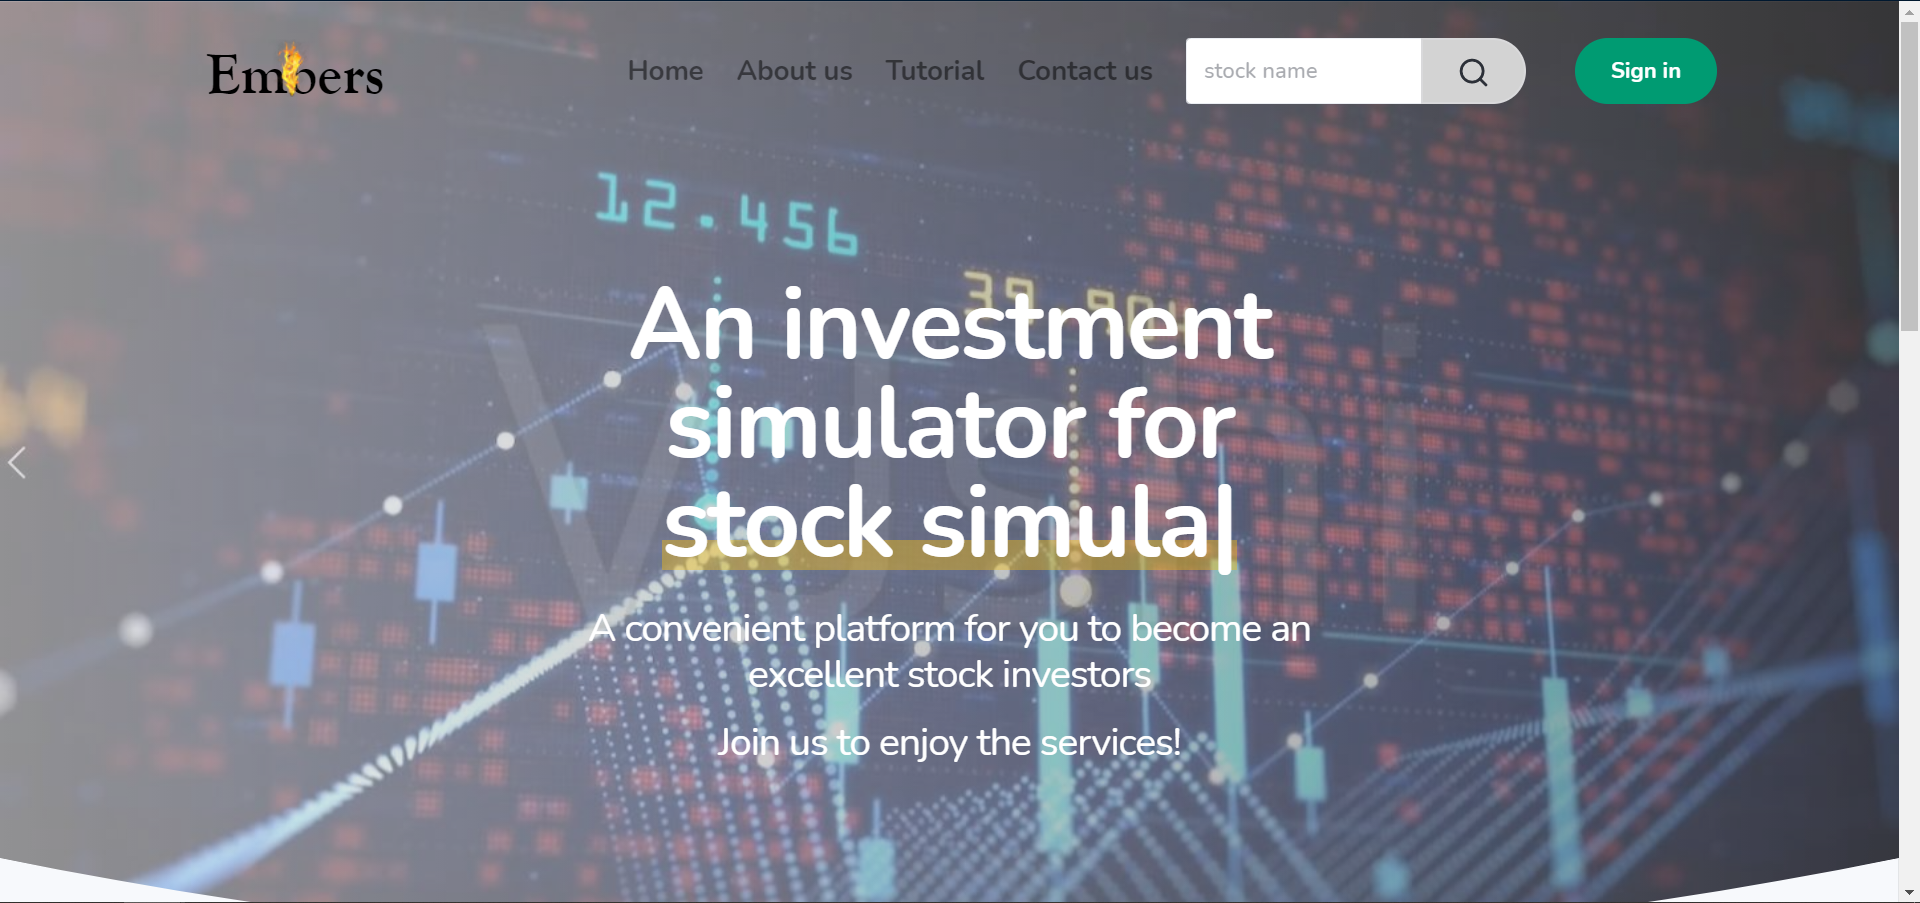 Embers
Home About us Tutorial Contact us stock name Sign in
12.456
An investment
simulator for
stock simula
A convenient platform for you to become an
excellent stock investors
Join us to enjoy the services!